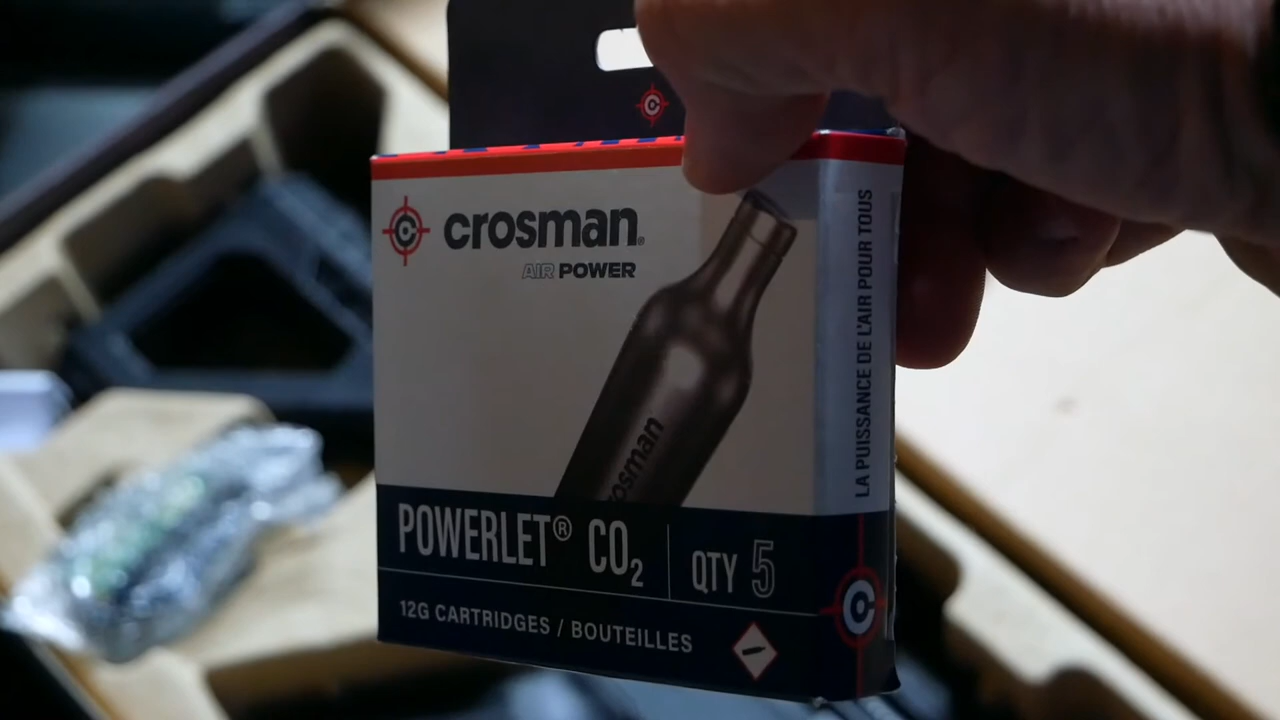 crosman®
AIR POWER
crosman
POWERLET® CO₂
QTY 5
12G CARTRIDGES / BOUTEILLES
LA PUISSANCE DE L'AIR POUR TOUS